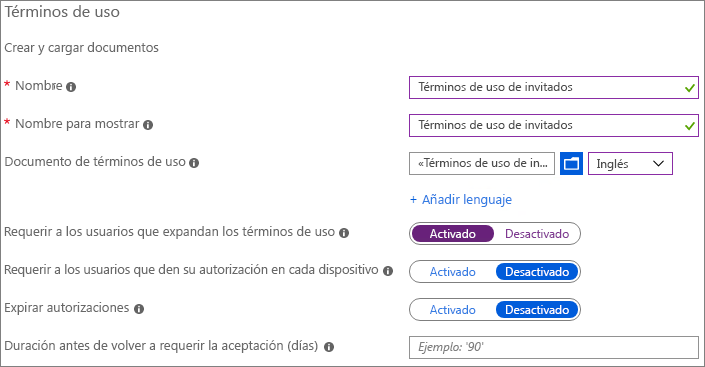 Términos de uso
Crear y cargar documentos
* Nombre
Términos de uso de invitados
* Nombre para mostrar
Términos de uso de invitados
Documento de términos de uso
«Términos de uso de in... Inglés
+ Añadir lenguaje
Requerir a los usuarios que expandan los términos de uso
Activado Desactivado
Requerir a los usuarios que den su autorización en cada dispositivo
Activado Desactivado
Expirar autorizaciones
Activado Desactivado
Duración antes de volver a requerir la aceptación (días)
Ejemplo: '90'